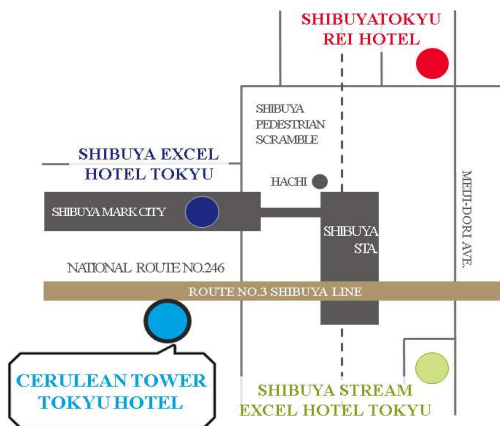 SHIBUYATOKYU
REI HOTEL
SHIBUYA
PEDESTRIAN
SCRAMBLE
SHIBUYA EXCEL
HOTEL TOKYU
HACHI
SHIBUYA MARK CITY
SHIBUYA
STA.
MEIJI-DORI AVE.
NATIONAL ROUTE NO.246
ROUTE NO.3 SHIBUYA LINE
CERULEAN TOWER
TOKYU HOTEL
SHIBUYA STREAM
EXCEL HOTEL TOKYU